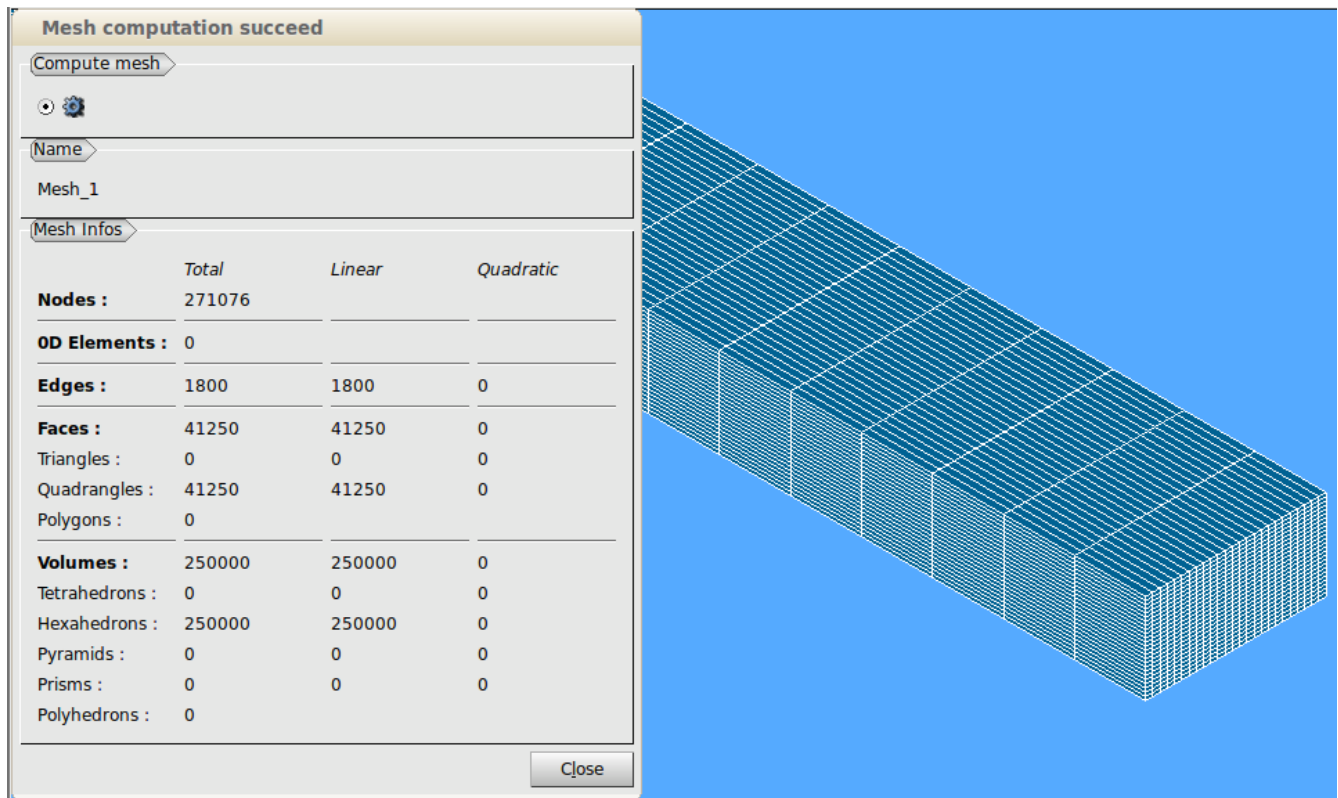 Mesh computation succeed
Compute mesh
Name
Mesh_1
Mesh Infos
Total Linear Quadratic
Nodes : 271076
0D Elements : 0
Edges : 1800 1800 0
Faces : 41250 41250 0
Triangles : 0 0 0
Quadrangles : 41250 41250 0
Polygons : 0
Volumes : 250000 250000 0
Tetrahedrons : 0 0 0
Hexahedrons : 250000 250000 0
Pyramids : 0 0 0
Prisms : 0 0 0
Polyhedrons : 0
Close